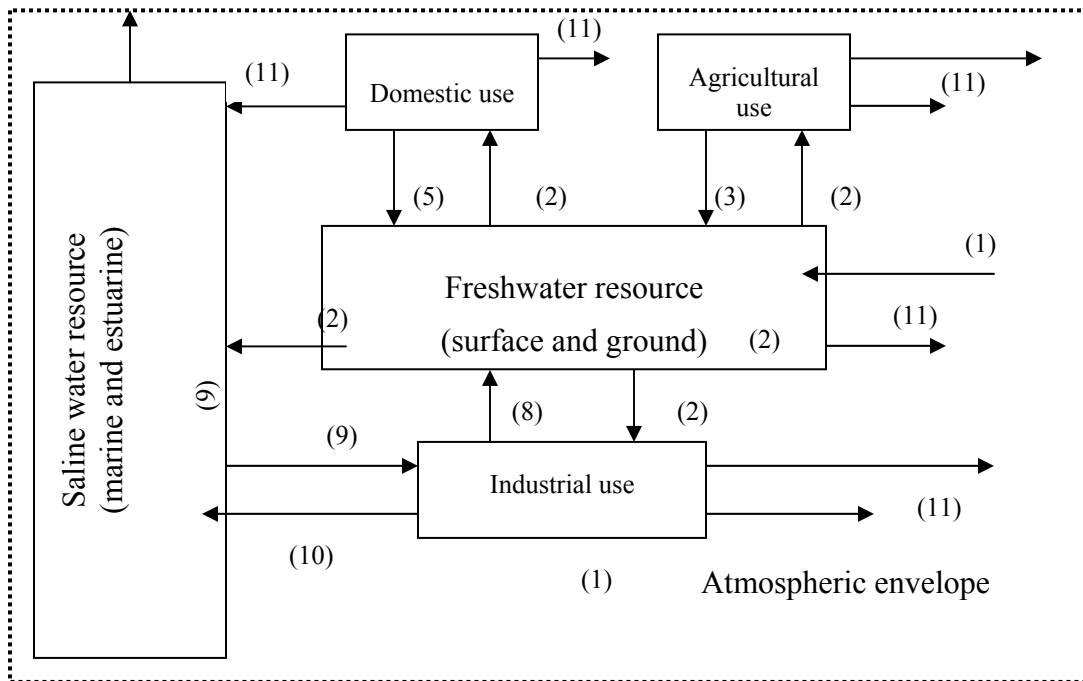 (11)
(11)
Domestic use
Agricultural
use
(11)
(5)
(2)
(3)
(2)
(1)
Freshwater resource
(surface and ground)
(2)
(2)
(11)
Saline water resource
(marine and estuarine)
(9)
(8)
(2)
(9)
Industrial use
(11)
(10)
(1)
Atmospheric envelope